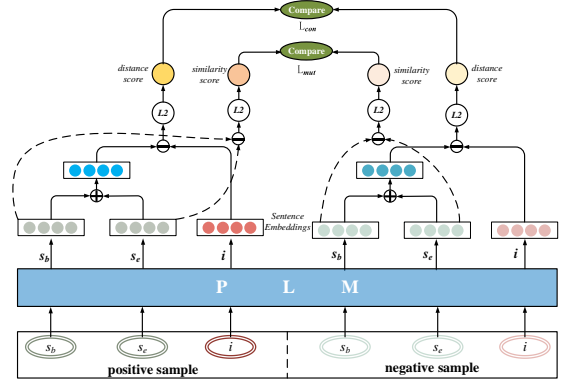 Compare
L_con
Compare
L_mut
distance score
similarity score
similarity score
distance score
L2
L2
L2
L2
Sentence Embeddings
s_b
s_e
i
s_b
s_e
i
P L M
s_b
s_e
i
s_b
s_e
i
positive sample
negative sample